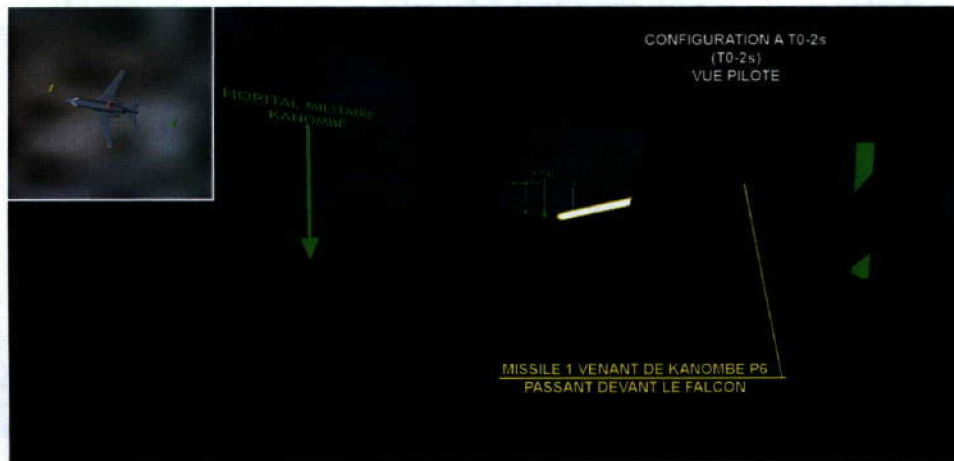 CONFIGURATION A T0-2s
(T0-2s)
VUE PILOTE
HOPITAL MILITAIRE
KANOMBE
MISSILE 1 VENANT DE KANOMBE P6
PASSANT DEVANT LE FALCON